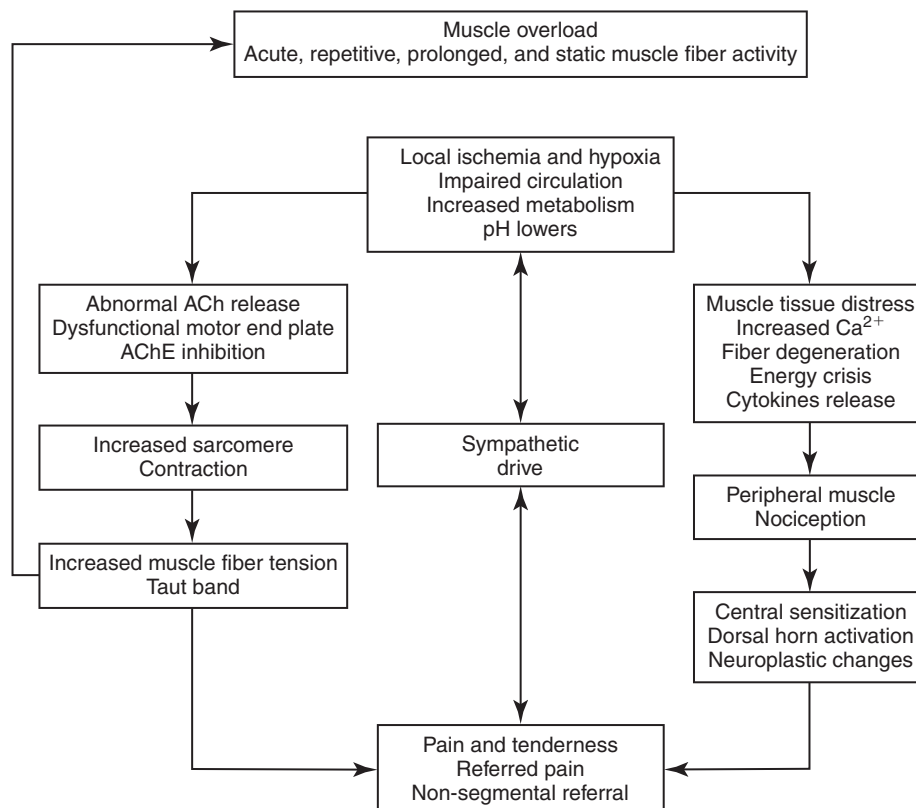 Muscle overload
Acute, repetitive, prolonged, and static muscle fiber activity
Local ischemia and hypoxia
Impaired circulation
Increased metabolism
pH lowers
Abnormal ACh release
Dysfunctional motor end plate
AChE inhibition
Muscle tissue distress
Increased Ca²⁺
Fiber degeneration
Energy crisis
Cytokines release
Increased sarcomere
Contraction
Sympathetic
drive
Peripheral muscle
Nociception
Increased muscle fiber tension
Taut band
Central sensitization
Dorsal horn activation
Neuroplastic changes
Pain and tenderness
Referred pain
Non-segmental referral